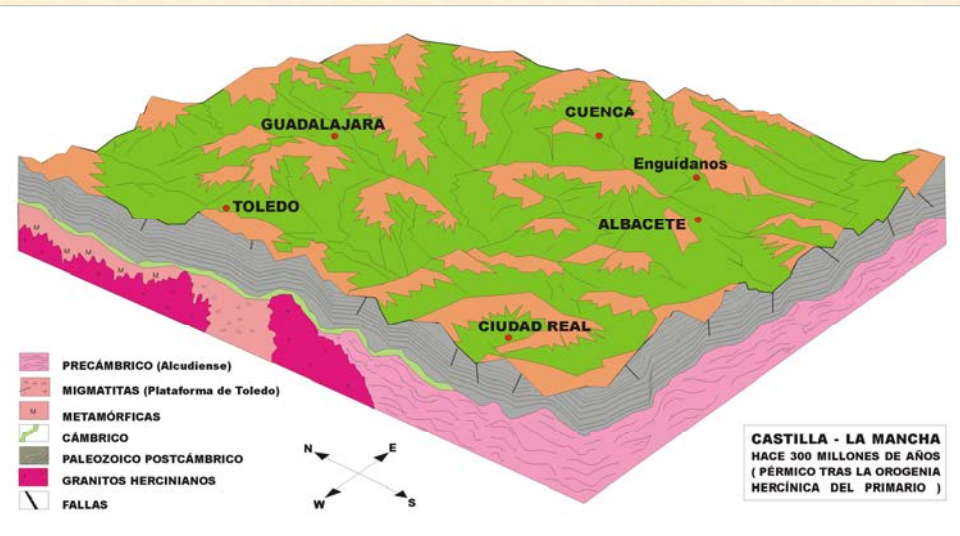 GUADALAJARA
CUENCA
Enguídanos
TOLEDO
ALBACETE
CIUDAD REAL
PRECÁMBRICO (Alcudiense)
MIGMATITAS (Plataforma de Toledo)
M METAMÓRFICAS
CÁMBRICO
PALEOZOICO POSTCÁMBRICO
GRANITOS HERCINIANOS
FALLAS
M
M
M
M
M
N E
W S
CASTILLA - LA MANCHA
HACE 300 MILLONES DE AÑOS
( PÉRMICO TRAS LA OROGENIA
HERCÍNICA DEL PRIMARIO )